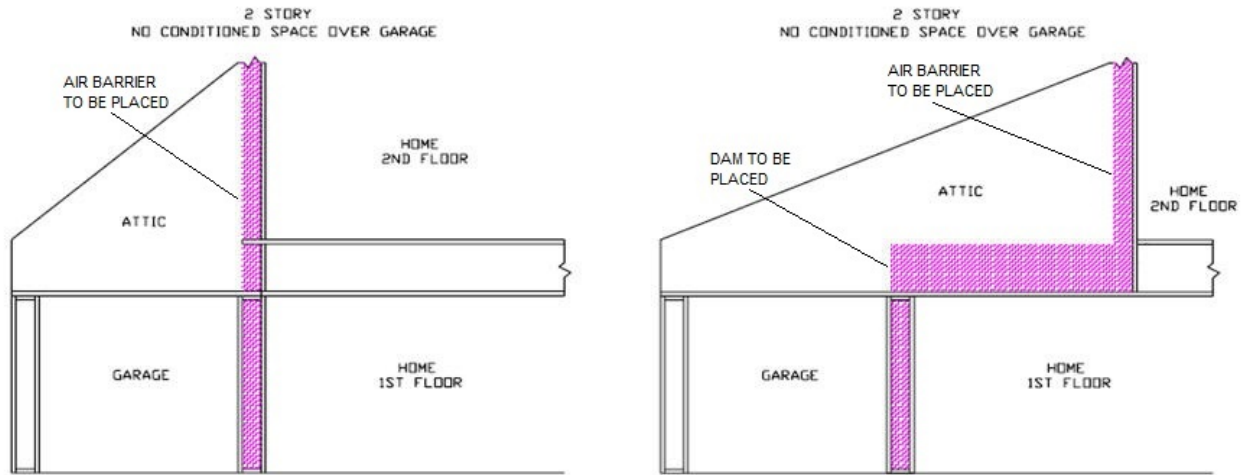 2 STORY
NO CONDITIONED SPACE OVER GARAGE
AIR BARRIER
TO BE PLACED
HOME
2ND FLOOR
ATTIC
GARAGE
HOME
1ST FLOOR
2 STORY
NO CONDITIONED SPACE OVER GARAGE
AIR BARRIER
TO BE PLACED
DAM TO BE
PLACED
ATTIC
HOME
2ND FLOOR
GARAGE
HOME
1ST FLOOR